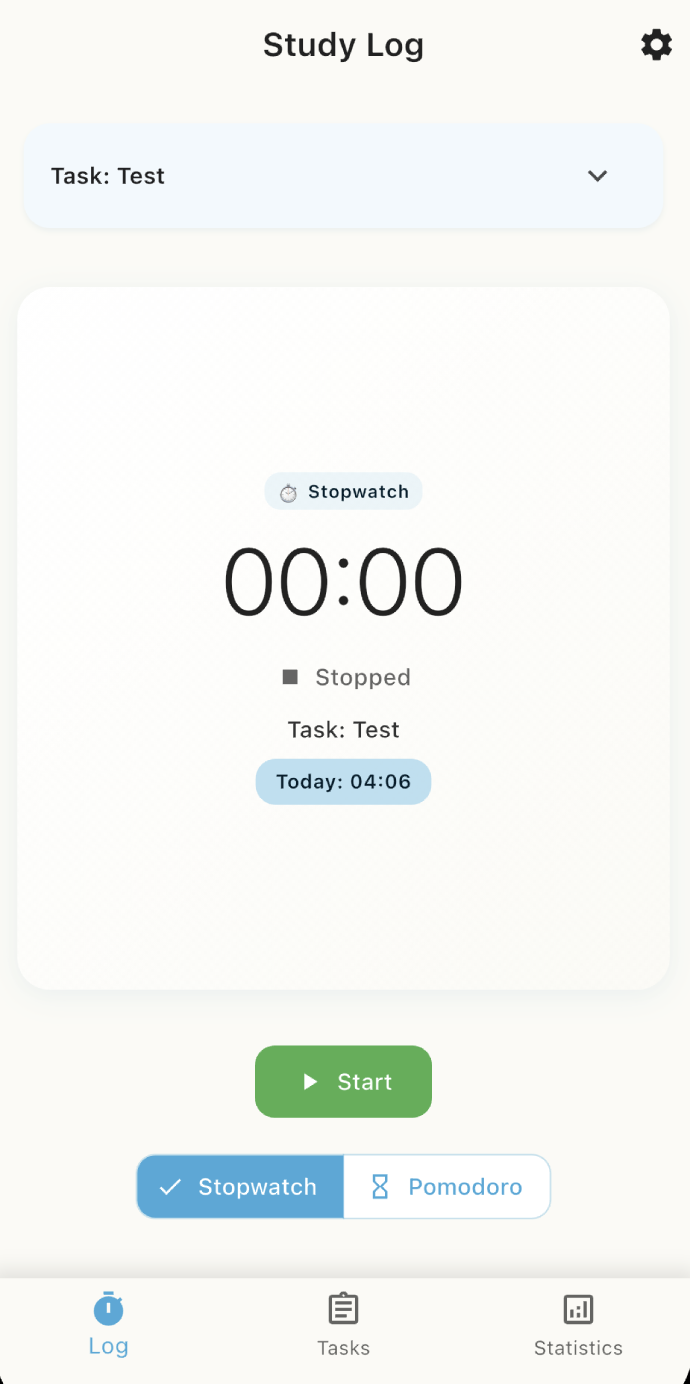 Study Log
Task: Test
Stopwatch
00:00
Stopped
Task: Test
Today: 04:06
Start
Stopwatch Pomodoro
Log Tasks Statistics